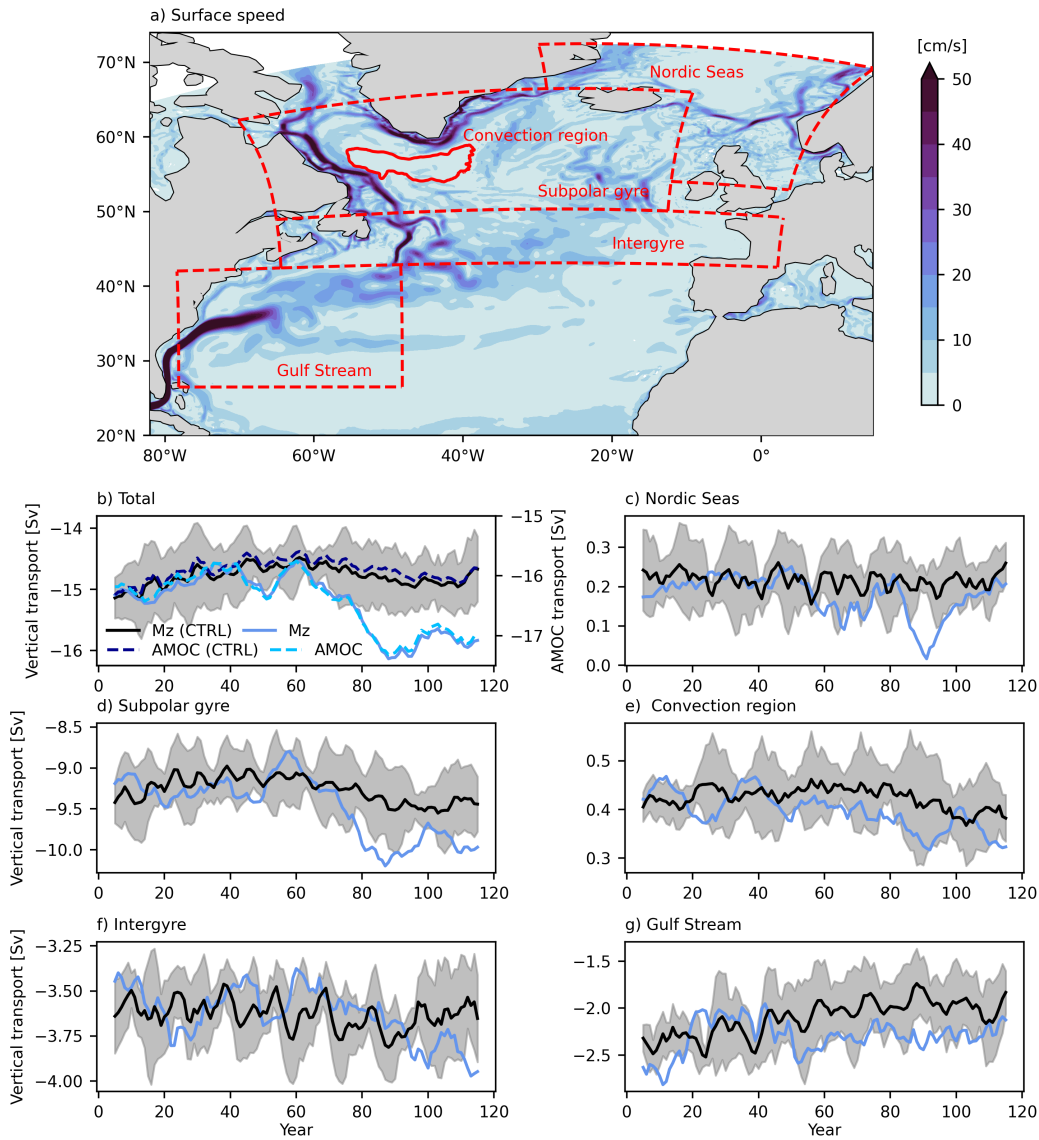 a) Surface speed
[cm/s]
70°N
60°N
50°N
40°N
30°N
20°N
80°W
60°W
40°W
20°W
0°
Nordic Seas
Convection region
Subpolar gyre
Intergyre
Gulf Stream
50
40
30
20
10
0
b) Total
Vertical transport [Sv]
−14
−15
−16
−15
−16
−17
AMOC transport [Sv]
Mz (CTRL)
Mz
AMOC (CTRL)
AMOC
0 20 40 60 80 100 120
c) Nordic Seas
0.3
0.2
0.1
0.0
0 20 40 60 80 100 120
d) Subpolar gyre
Vertical transport [Sv]
−8.5
−9.0
−9.5
−10.0
0 20 40 60 80 100 120
e) Convection region
0.5
0.4
0.3
0 20 40 60 80 100 120
f) Intergyre
Vertical transport [Sv]
−3.25
−3.50
−3.75
−4.00
0 20 40 60 80 100 120
Year
g) Gulf Stream
−1.5
−2.0
−2.5
0 20 40 60 80 100 120
Year